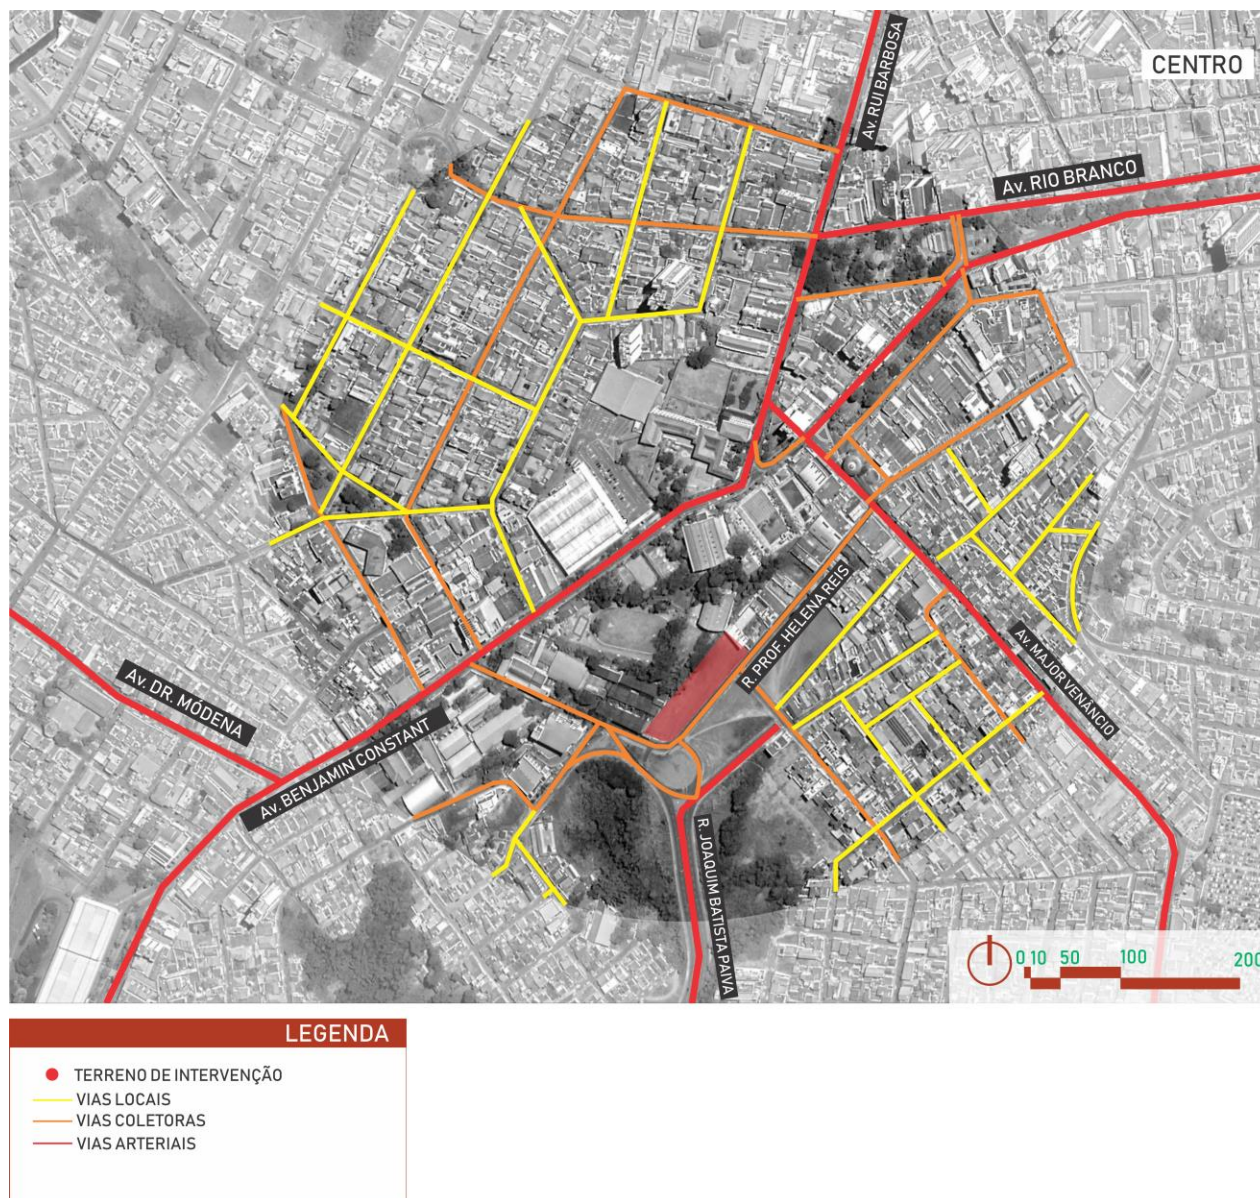 CENTRO
Av. RUI BARBOSA
Av. RIO BRANCO
R. PROF. HELENA REIS
Av. MAJOR VENANCIO
Av. DR. MÓDENA
Av. BENJAMIN CONSTANT
R. JOAQUIM BATISTA PAIVA
0 10 50 100 200
LEGENDA
TERRENO DE INTERVENÇÃO
VIAS LOCAIS
VIAS COLETORAS
VIAS ARTERIAIS